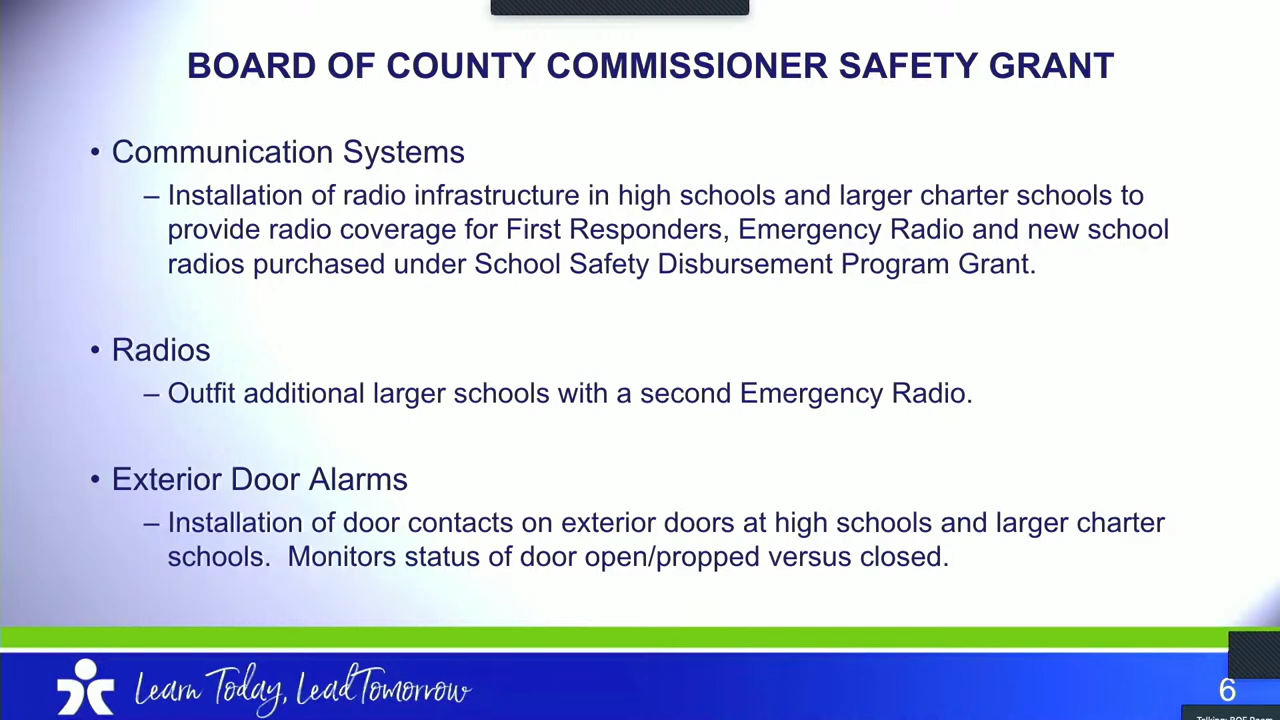 BOARD OF COUNTY COMMISSIONER SAFETY GRANT
• Communication Systems
– Installation of radio infrastructure in high schools and larger charter schools to
provide radio coverage for First Responders, Emergency Radio and new school
radios purchased under School Safety Disbursement Program Grant.
• Radios
– Outfit additional larger schools with a second Emergency Radio.
• Exterior Door Alarms
– Installation of door contacts on exterior doors at high schools and larger charter
schools.  Monitors status of door open/propped versus closed.
Learn Today, Lead Tomorrow
6
Talking: